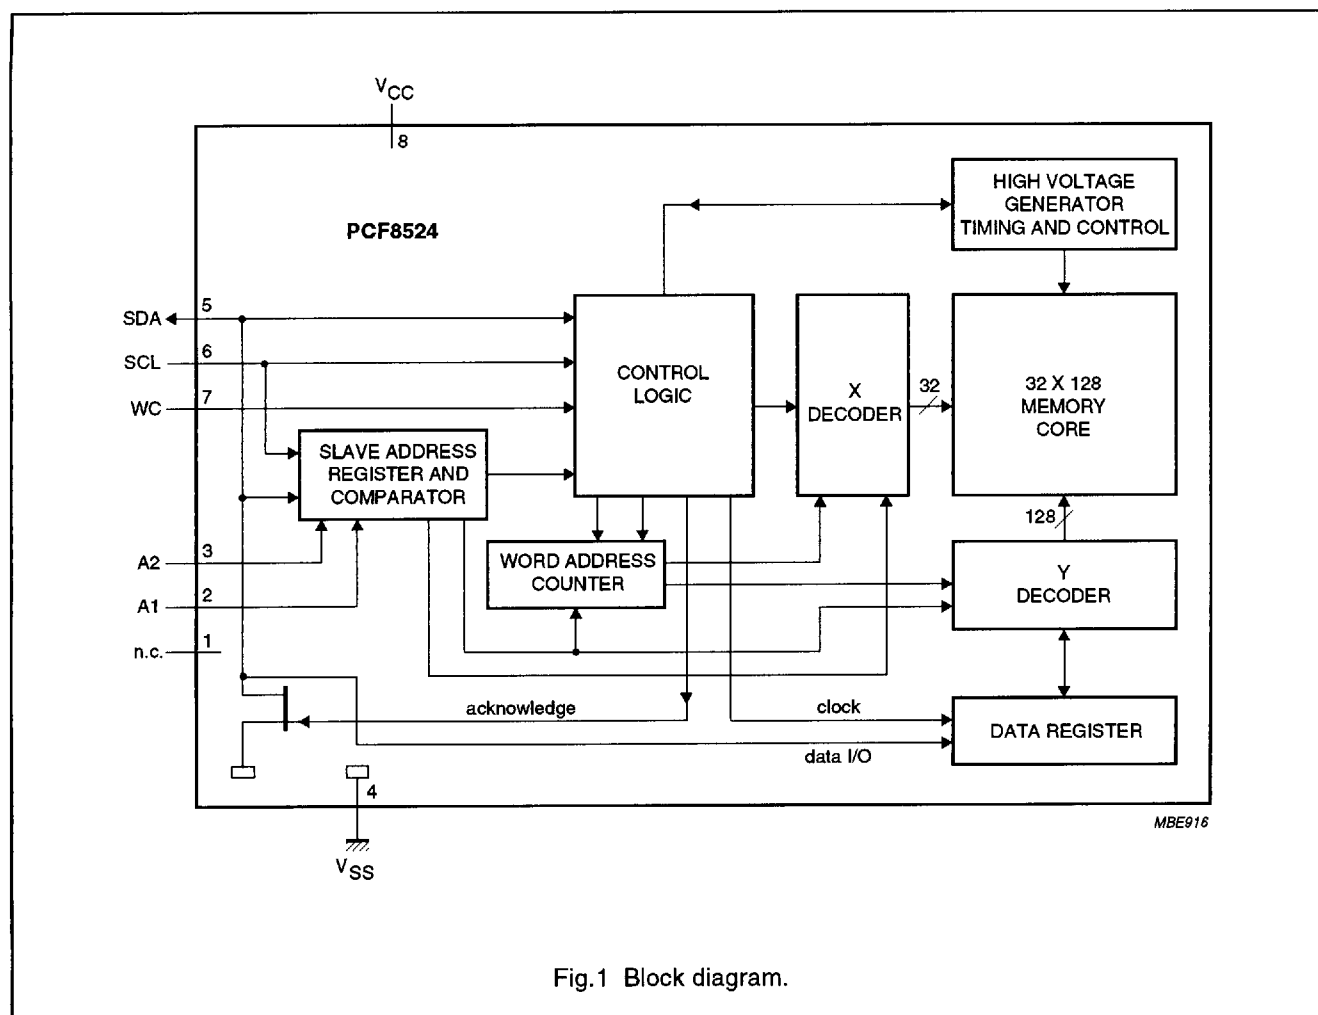 VCC
8
HIGH VOLTAGE
GENERATOR
TIMING AND CONTROL
PCF8524
SDA
5
SCL
6
WC
7
CONTROL
LOGIC
X
DECODER
32
32 X 128
MEMORY
CORE
SLAVE ADDRESS
REGISTER AND
COMPARATOR
128
A2
3
WORD ADDRESS
COUNTER
Y
DECODER
A1
2
n.c.
1
acknowledge
clock
DATA REGISTER
data I/O
4
MBE916
VSS
Fig.1 Block diagram.